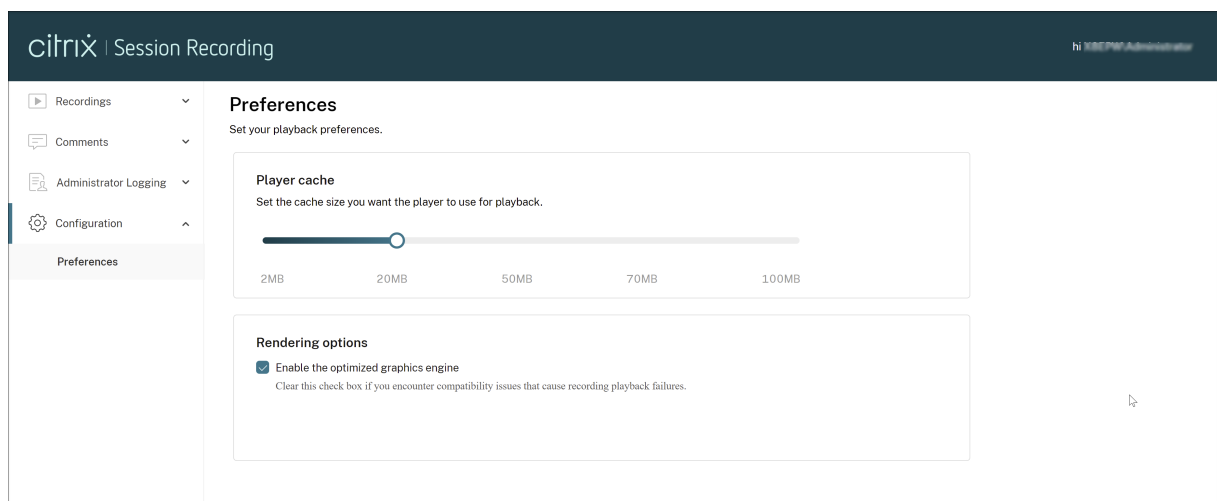 citrix | Session Recording
hi
Recordings
Comments
Administrator Logging
Configuration
Preferences
Preferences
Set your playback preferences.
Player cache
Set the cache size you want the player to use for playback.
2MB 20MB 50MB 70MB 100MB
Rendering options
Enable the optimized graphics engine
Clear this check box if you encounter compatibility issues that cause recording playback failures.